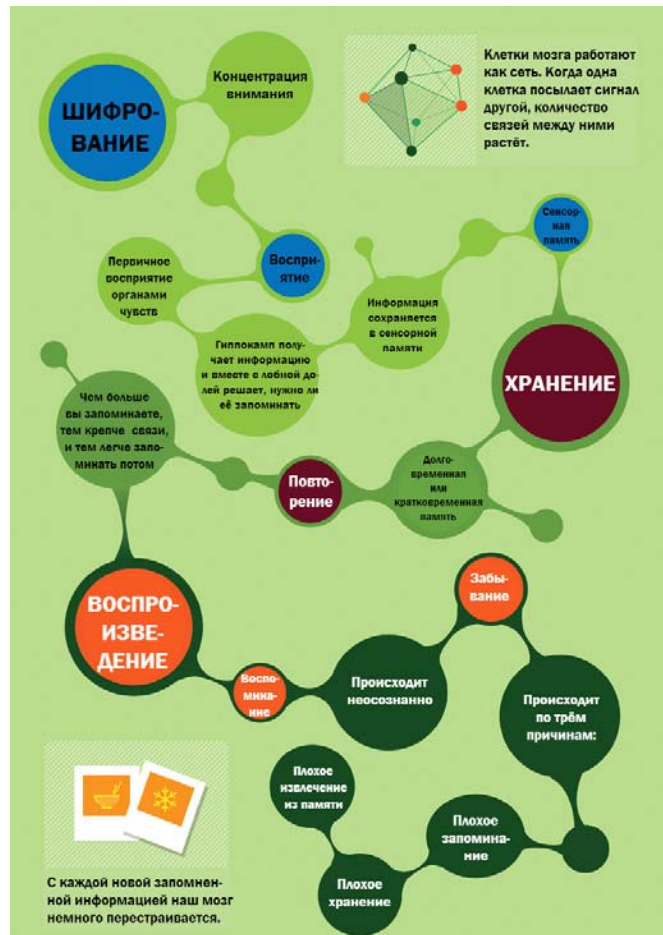 ШИФРО-
ВАНИЕ
Концентрация
внимания
Клетки мозга работают
как сеть. Когда одна
клетка посылает сигнал
другой, количество
связей между ними
растёт.
Воспри-
ятие
Первичное
восприятие
органами
чувств
Гиппокамп полу-
чает информацию
и вместе с лобной до-
лей решает, нужно ли
её запоминать
Информация
сохраняется
в сенсорной
памяти
Сенсор-
ная
память
ХРАНЕНИЕ
Долго-
временная
или
кратковременная
память
Повто-
рение
Чем больше
вы запоминаете,
тем крепче связи,
и тем легче запо-
минать потом
ВОСПРО-
ИЗВЕ-
ДЕНИЕ
Воспо-
мина-
ние
Происходит
неосознанно
Забы-
вание
Происходит
по трём
причинам:
Плохое
запомина-
ние
Плохое
хранение
Плохое
извлечение
из памяти
С каждой новой запомнен-
ной информацией наш мозг
немного перестраивается.